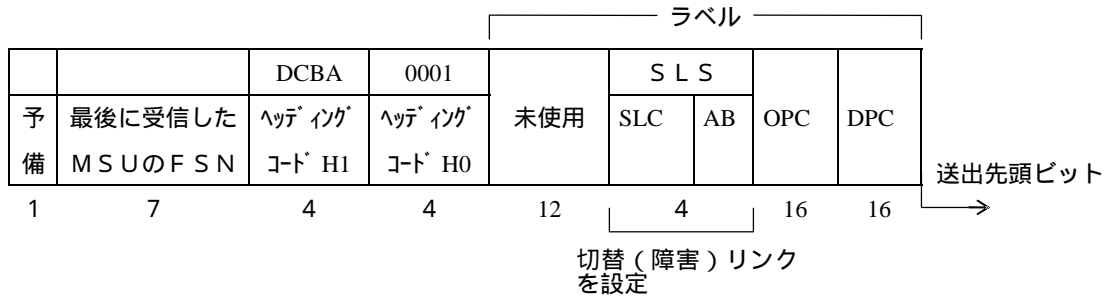 ラベル
DCBA 0001 ＳＬＳ
予備 最後に受信したＭＳＵのＦＳＮ ﾍｯﾃﾞｨﾝｸﾞｺｰﾄﾞ H1 ﾍｯﾃﾞｨﾝｸﾞｺｰﾄﾞ H0 未使用 SLC AB OPC DPC
送出先頭ビット
1 7 4 4 12 4 16 16
切替（障害）リンク
を設定